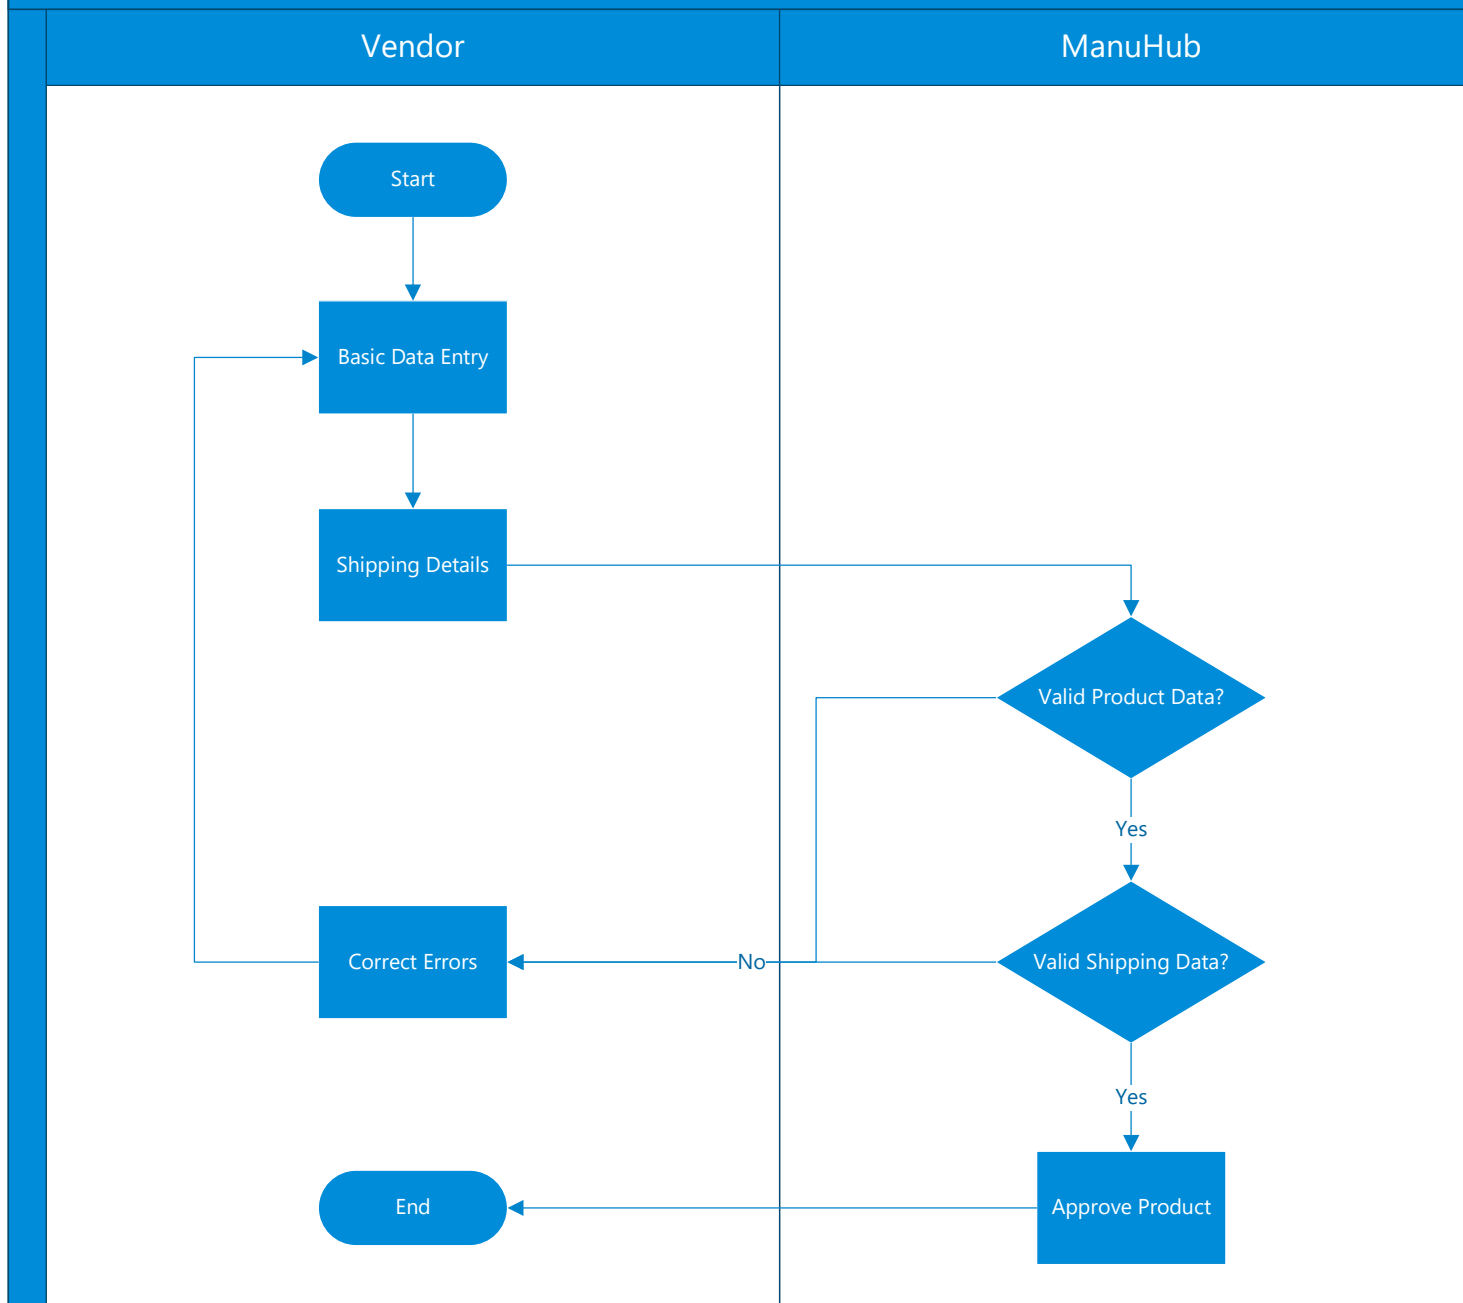 Vendor
ManuHub
Start
Basic Data Entry
Shipping Details
Valid Product Data?
Yes
Correct Errors
No
Valid Shipping Data?
Yes
End
Approve Product